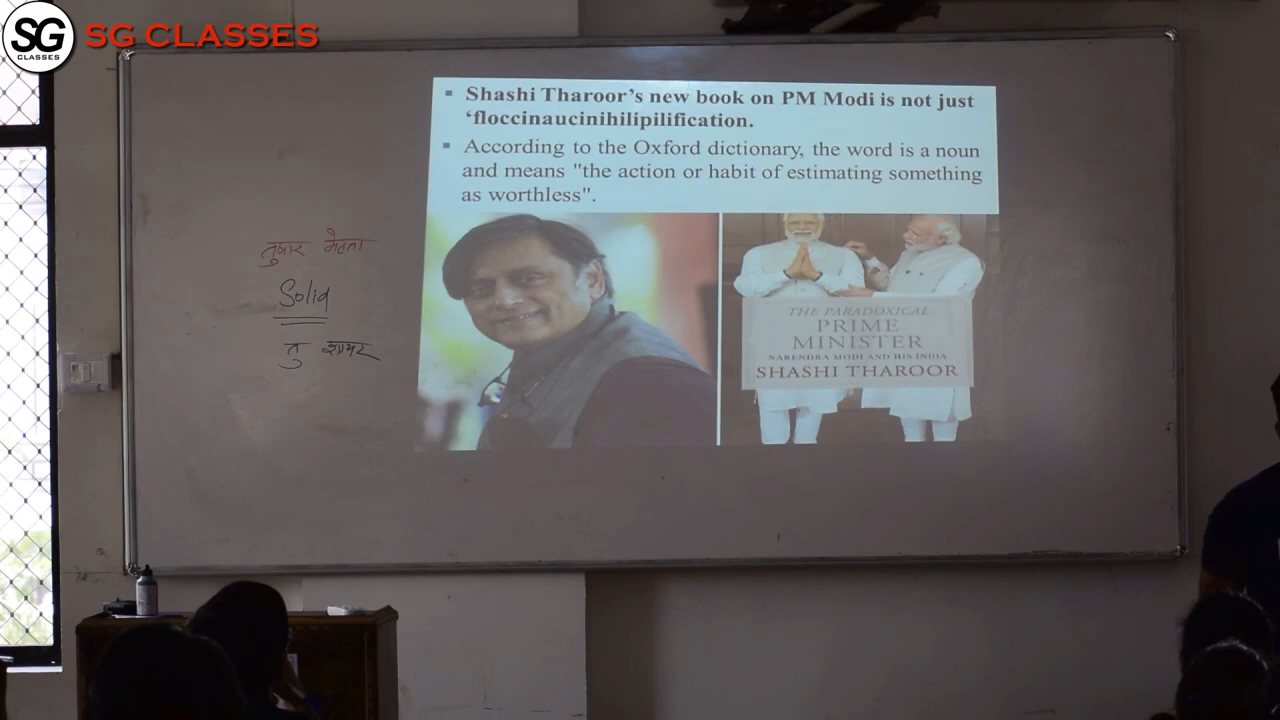 SG
CLASSES
SG CLASSES
▪ Shashi Tharoor’s new book on PM Modi is not just
‘floccinaucinihilipilification.
▪ According to the Oxford dictionary, the word is a noun
and means "the action or habit of estimating something
as worthless".
तुषार मेहता
Solid
तु शायर
THE PARADOXICAL
PRIME
MINISTER
NARENDRA MODI AND HIS INDIA
SHASHI THAROOR